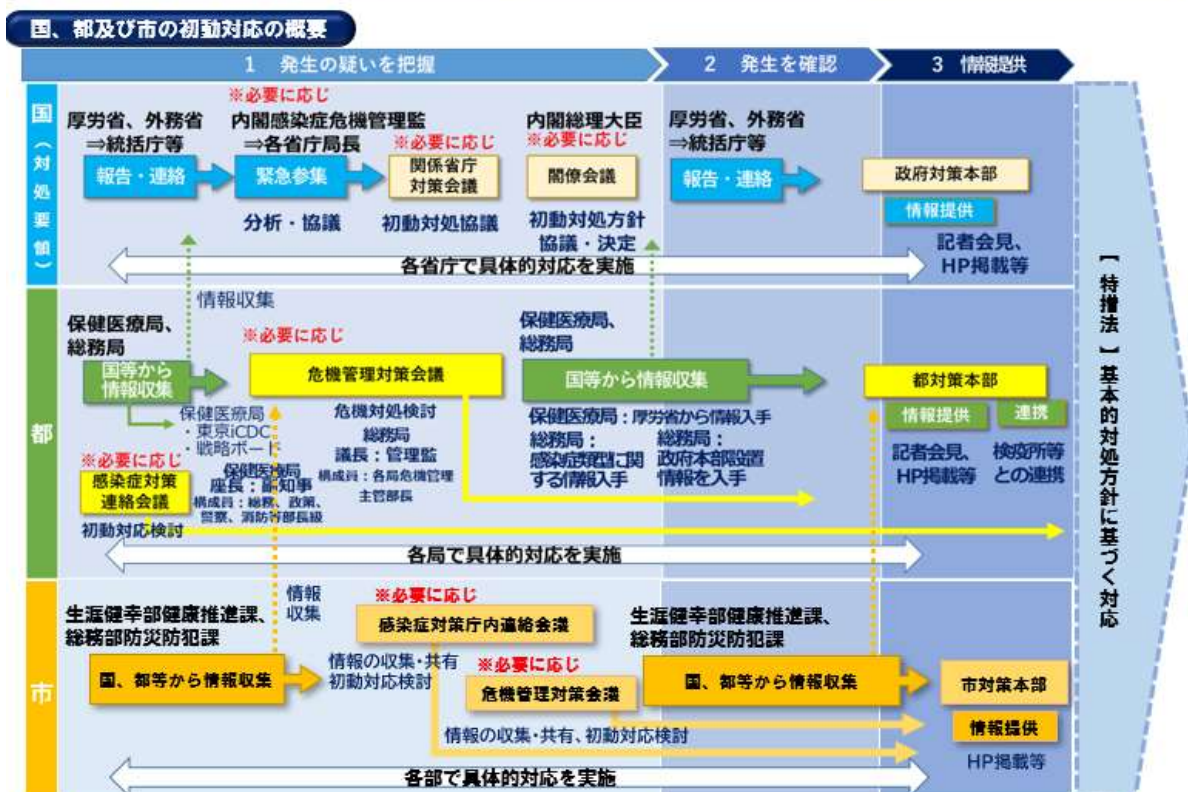 国、都及び市の初動対応の概要
1 発生の疑いを把握
2 発生を確認
3 情報提供
国(対処要領)
厚労省、外務省
⇒統括庁等
報告・連絡
※必要に応じ
内閣感染症危機管理監
⇒各省庁局長
緊急参集
分析・協議
※必要に応じ
関係省庁
対策会議
初動対処協議
内閣総理大臣
※必要に応じ
閣僚会議
初動対処方針
協議・決定
厚労省、外務省
⇒統括庁等
報告・連絡
政府対策本部
情報提供
記者会見、
HP掲載等
各省庁で具体的対応を実施
情報収集
都
保健医療局、
総務局
国等から
情報収集
保健医療局
・東京iCDC
・戦略ボード
※必要に応じ
感染症対策
連絡会議
初動対応検討
保健医療局
座長:副知事
構成員:総務、政策、
警察、消防等部長級
※必要に応じ
危機管理対策会議
危機対処検討
総務局
議長:管理監
構成員:各局危機管理
主管部長
保健医療局、
総務局
国等から情報収集
保健医療局:厚労省から情報入手
総務局:
感染症類型に関
する情報入手
総務局:
政府本部設置
情報を入手
都対策本部
情報提供
連携
記者会見、
HP掲載等
検疫所等
との連携
各局で具体的対応を実施
市
生涯健幸部健康推進課、
総務部防災防犯課
国、都等から情報収集
情報
収集
※必要に応じ
感染症対策庁内連絡会議
情報の収集・共有
初動対応検討
※必要に応じ
危機管理対策会議
情報の収集・共有、初動対応検討
生涯健幸部健康推進課、
総務部防災防犯課
国、都等から情報収集
市対策本部
情報提供
HP掲載等
各部で具体的対応を実施
【特措法】基本的対処方針に基づく対応